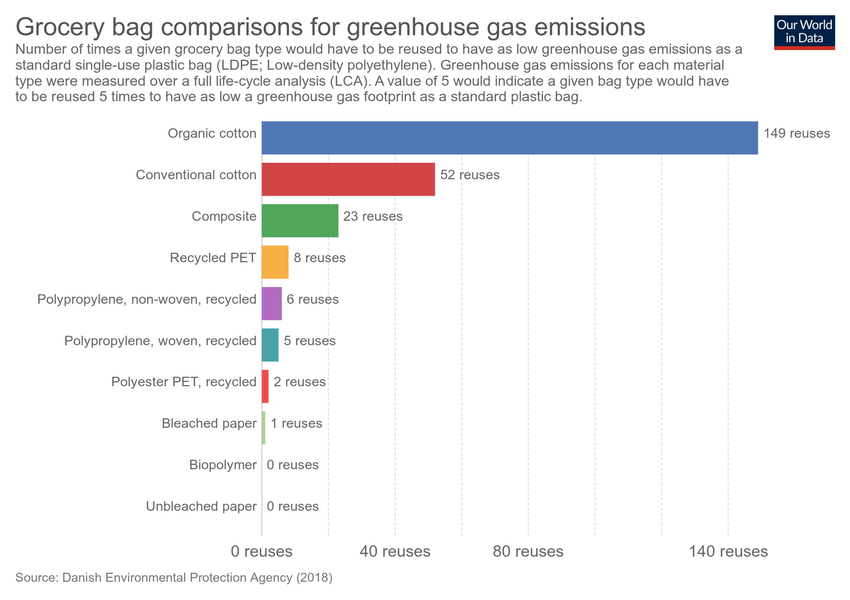 Grocery bag comparisons for greenhouse gas emissions
Our World
in Data
Number of times a given grocery bag type would have to be reused to have as low greenhouse gas emissions as a
standard single-use plastic bag (LDPE; Low-density polyethylene). Greenhouse gas emissions for each material
type were measured over a full life-cycle analysis (LCA). A value of 5 would indicate a given bag type would have
to be reused 5 times to have as low a greenhouse gas footprint as a standard plastic bag.
Organic cotton 149 reuses
Conventional cotton 52 reuses
Composite 23 reuses
Recycled PET 8 reuses
Polypropylene, non-woven, recycled 6 reuses
Polypropylene, woven, recycled 5 reuses
Polyester PET, recycled 2 reuses
Bleached paper 1 reuses
Biopolymer 0 reuses
Unbleached paper 0 reuses
0 reuses 40 reuses 80 reuses 140 reuses
Source: Danish Environmental Protection Agency (2018)